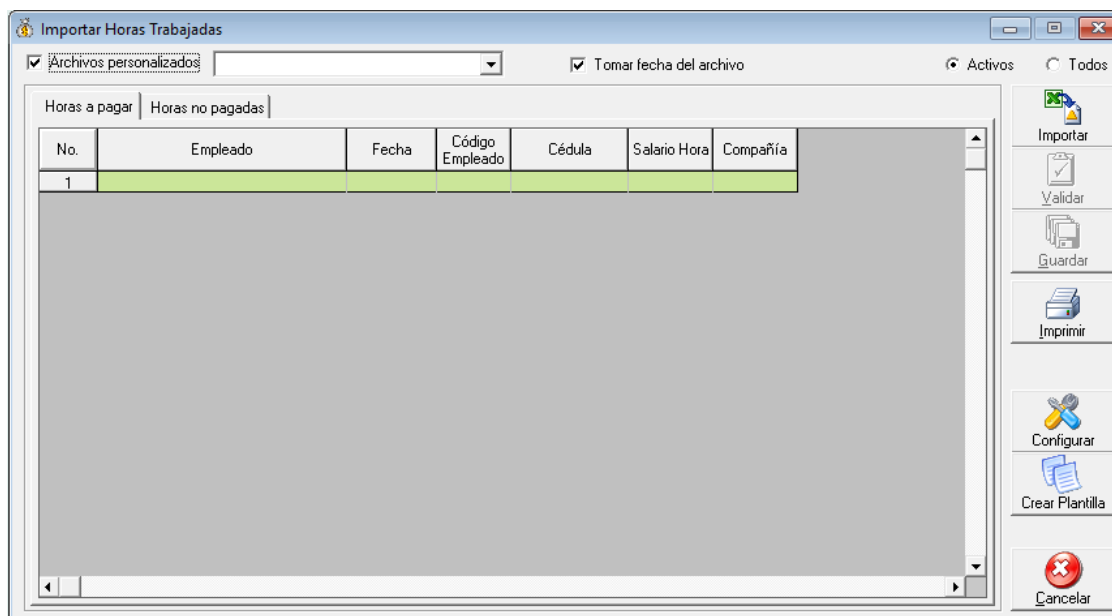 Importar Horas Trabajadas
Archivos personalizados
Tomar fecha del archivo
Activos
Todos
Horas a pagar
Horas no pagadas
No.
Empleado
Fecha
Código
Empleado
Cédula
Salario Hora
Compañía
1
Importar
Validar
Guardar
Imprimir
Configurar
Crear Plantilla
Cancelar